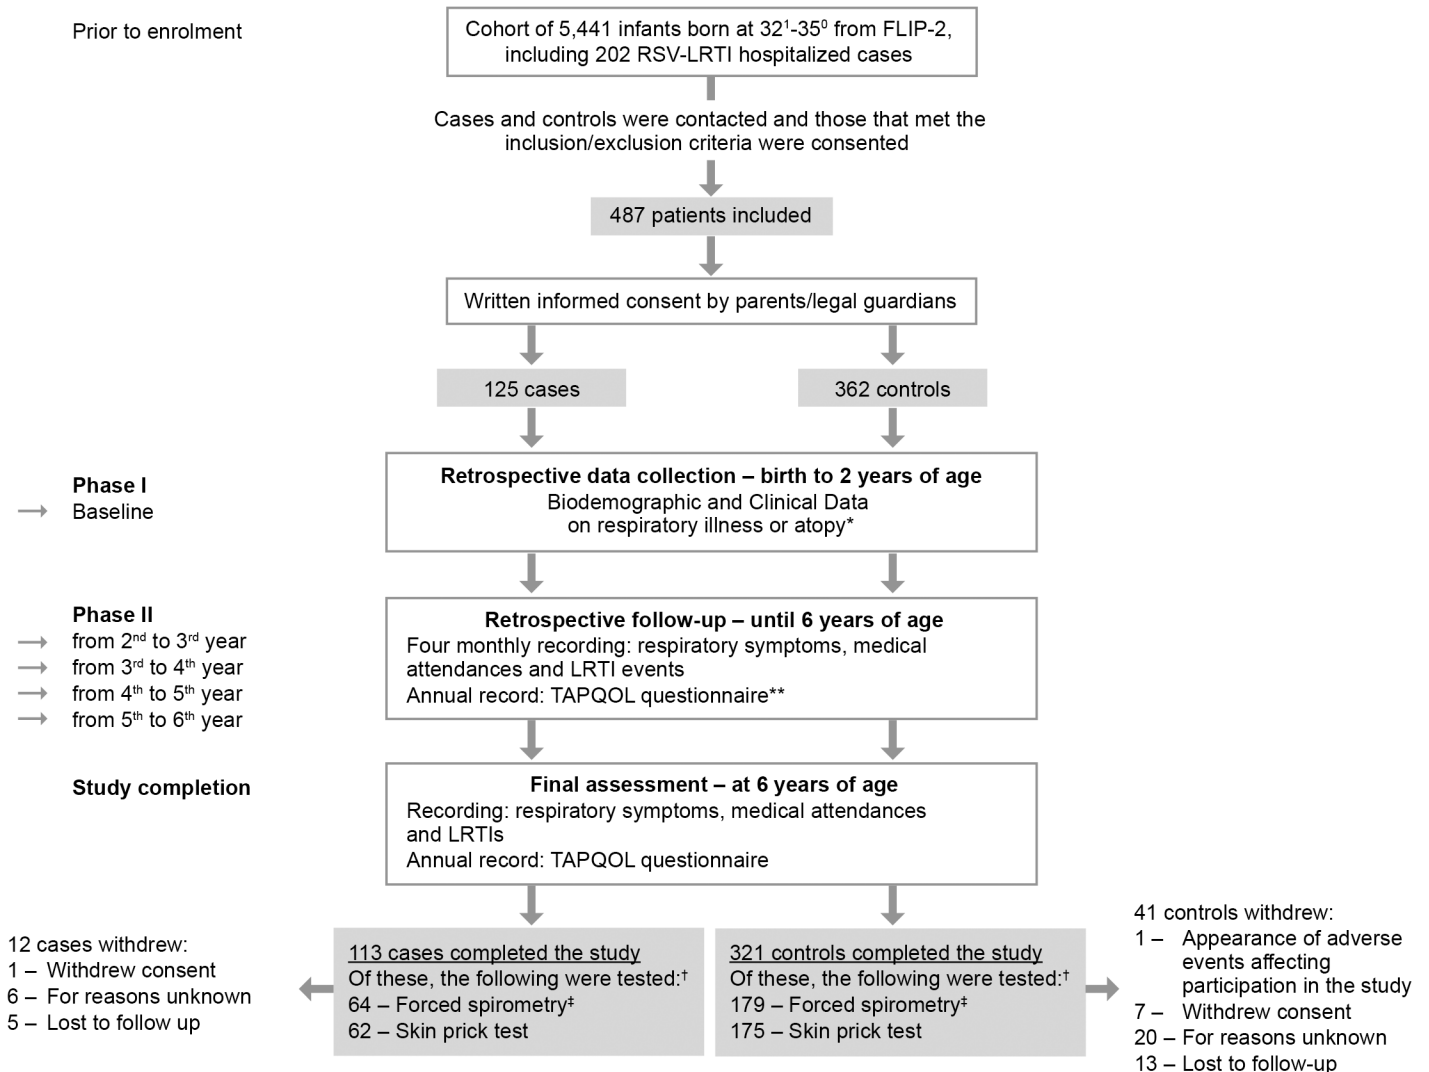 Prior to enrolment
Cohort of 5,441 infants born at 32¹-35⁰ from FLIP-2,
including 202 RSV-LRTI hospitalized cases
Cases and controls were contacted and those that met the
inclusion/exclusion criteria were consented
487 patients included
Written informed consent by parents/legal guardians
125 cases
362 controls
Phase I
Baseline
Retrospective data collection – birth to 2 years of age
Biodemographic and Clinical Data
on respiratory illness or atopy*
Phase II
from 2ⁿᵈ to 3ʳᵈ year
from 3ʳᵈ to 4ᵗʰ year
from 4ᵗʰ to 5ᵗʰ year
from 5ᵗʰ to 6ᵗʰ year
Retrospective follow-up – until 6 years of age
Four monthly recording: respiratory symptoms, medical
attendances and LRTI events
Annual record: TAPQOL questionnaire**
Study completion
Final assessment – at 6 years of age
Recording: respiratory symptoms, medical attendances
and LRTIs
Annual record: TAPQOL questionnaire
12 cases withdrew:
1 – Withdrew consent
6 – For reasons unknown
5 – Lost to follow up
113 cases completed the study
Of these, the following were tested:†
64 – Forced spirometry‡
62 – Skin prick test
321 controls completed the study
Of these, the following were tested:†
179 – Forced spirometry‡
175 – Skin prick test
41 controls withdrew:
1 – Appearance of adverse
events affecting
participation in the study
7 – Withdrew consent
20 – For reasons unknown
13 – Lost to follow-up